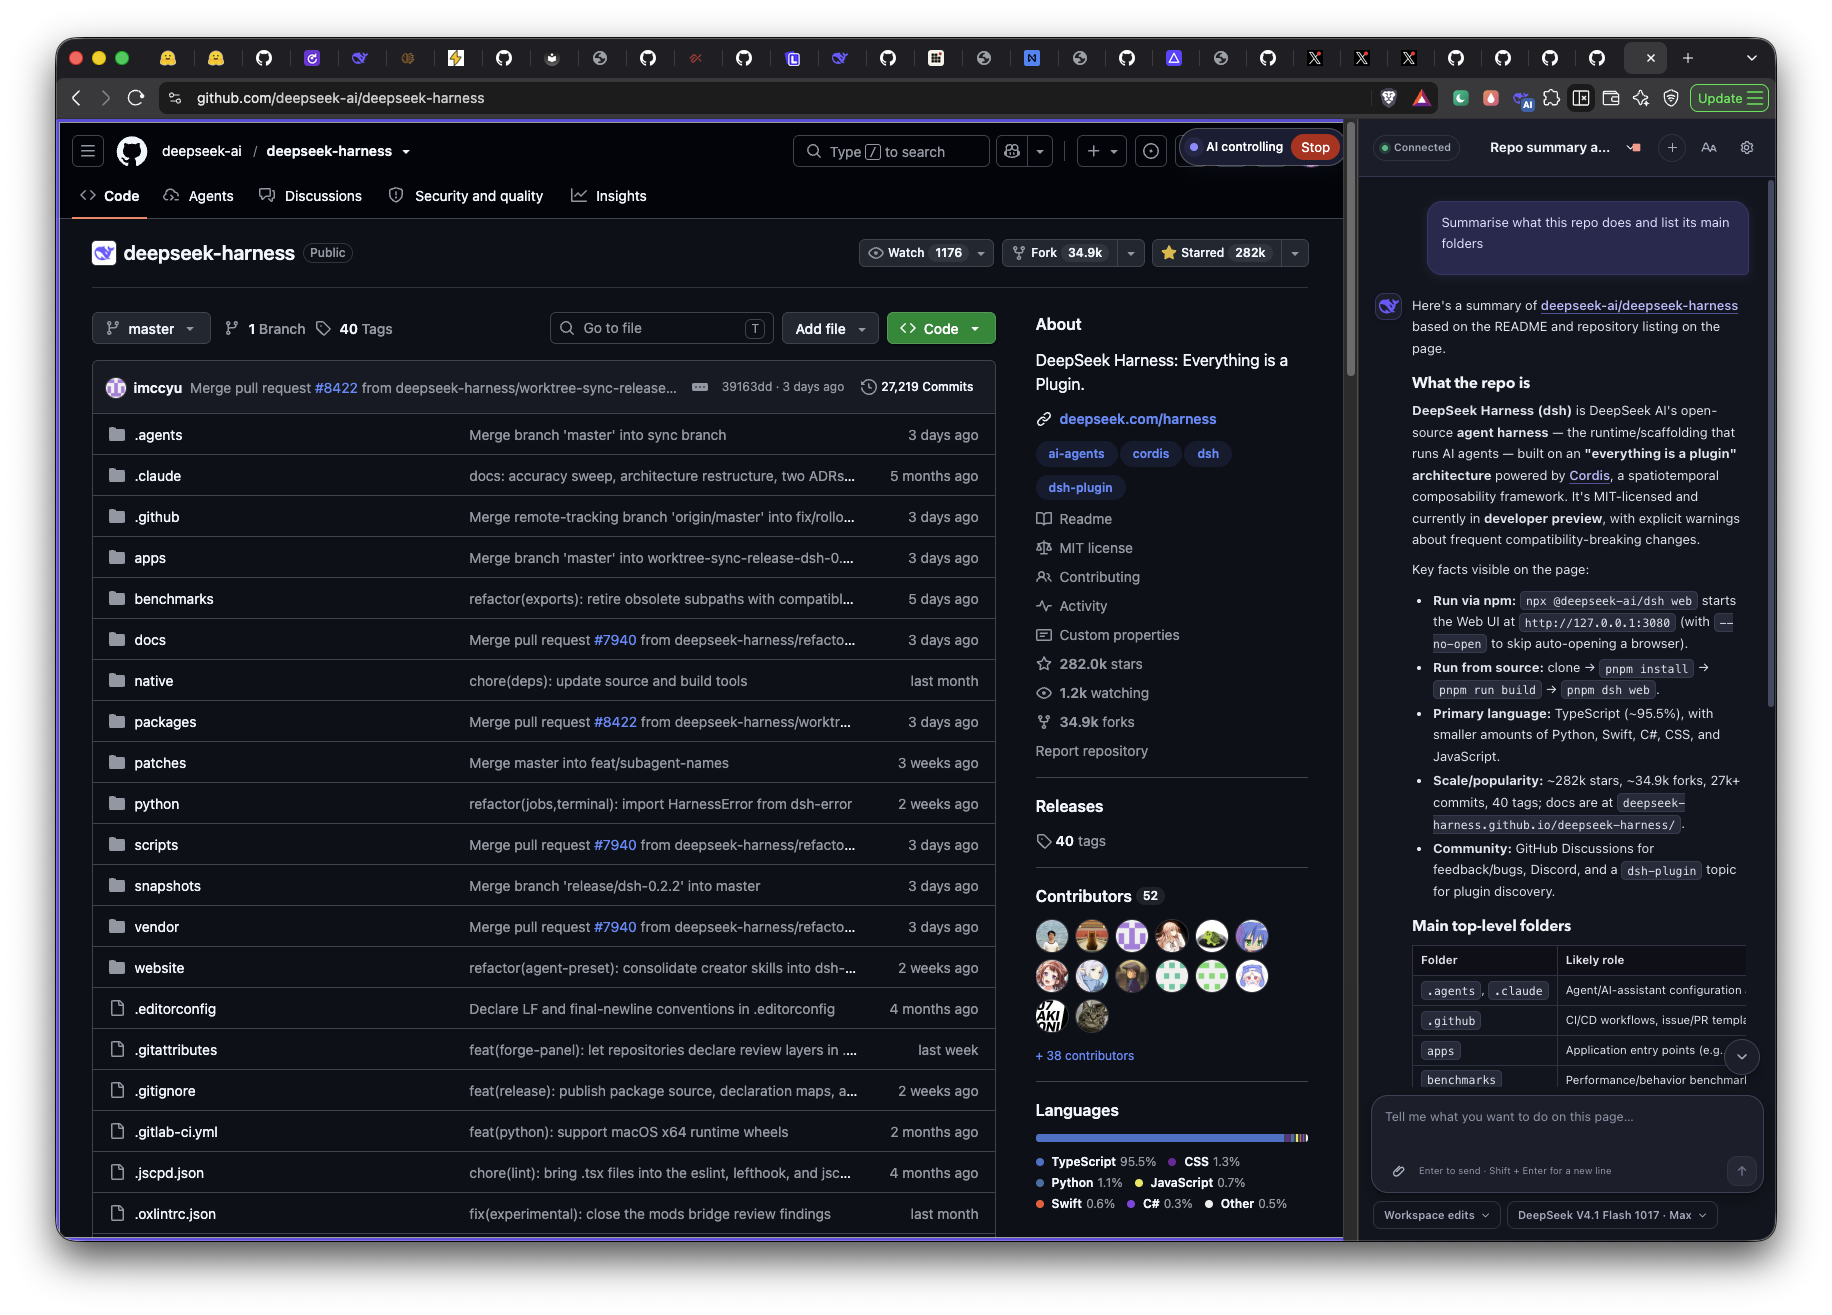 github.com/deepseek-ai/deepseek-harness
AI
Update
deepseek-ai / deepseek-harness
Type / to search
AI controlling
Stop
Code
Agents
Discussions
Security and quality
Insights
deepseek-harness
Public
Watch 1176
Fork 34.9k
Starred 282k
master
1 Branch
40 Tags
Go to file
T
Add file
Code
imccyu Merge pull request #8422 from deepseek-harness/worktree-sync-release... 39163dd · 3 days ago 27,219 Commits
.agents Merge branch 'master' into sync branch 3 days ago
.claude docs: accuracy sweep, architecture restructure, two ADRs... 5 months ago
.github Merge remote-tracking branch 'origin/master' into fix/rollo... 3 days ago
apps Merge branch 'master' into worktree-sync-release-dsh-0.... 3 days ago
benchmarks refactor(exports): retire obsolete subpaths with compatibl... 5 days ago
docs Merge pull request #7940 from deepseek-harness/refacto... 3 days ago
native chore(deps): update source and build tools last month
packages Merge pull request #8422 from deepseek-harness/worktr... 3 days ago
patches Merge master into feat/subagent-names 3 weeks ago
python refactor(jobs,terminal): import HarnessError from dsh-error 2 weeks ago
scripts Merge pull request #7940 from deepseek-harness/refacto... 3 days ago
snapshots Merge branch 'release/dsh-0.2.2' into master 3 days ago
vendor Merge pull request #7940 from deepseek-harness/refacto... 3 days ago
website refactor(agent-preset): consolidate creator skills into dsh-... 2 weeks ago
.editorconfig Declare LF and final-newline conventions in .editorconfig 4 months ago
.gitattributes feat(forge-panel): let repositories declare review layers in .... last week
.gitignore feat(release): publish package source, declaration maps, a... 2 weeks ago
.gitlab-ci.yml feat(python): support macOS x64 runtime wheels 2 months ago
.jscpd.json chore(lint): bring .tsx files into the eslint, lefthook, and jsc... 4 months ago
.oxlintrc.json fix(experimental): close the mods bridge review findings last month
About
DeepSeek Harness: Everything is a
Plugin.
deepseek.com/harness
ai-agents cordis dsh
dsh-plugin
Readme
MIT license
Contributing
Activity
Custom properties
282.0k stars
1.2k watching
34.9k forks
Report repository
Releases
40 tags
Contributors 52
+ 38 contributors
Languages
TypeScript 95.5% CSS 1.3%
Python 1.1% JavaScript 0.7%
Swift 0.6% C# 0.3% Other 0.5%
Connected
Repo summary a...
AA
Summarise what this repo does and list its main
folders
Here's a summary of deepseek-ai/deepseek-harness
based on the README and repository listing on the
page.
What the repo is
DeepSeek Harness (dsh) is DeepSeek AI's open-
source agent harness — the runtime/scaffolding that
runs AI agents — built on an "everything is a plugin"
architecture powered by Cordis, a spatiotemporal
composability framework. It's MIT-licensed and
currently in developer preview, with explicit warnings
about frequent compatibility-breaking changes.
Key facts visible on the page:
• Run via npm: npx @deepseek-ai/dsh web starts
the Web UI at http://127.0.0.1:3080 (with --
no-open to skip auto-opening a browser).
• Run from source: clone → pnpm install →
pnpm run build → pnpm dsh web.
• Primary language: TypeScript (~95.5%), with
smaller amounts of Python, Swift, C#, CSS, and
JavaScript.
• Scale/popularity: ~282k stars, ~34.9k forks, 27k+
commits, 40 tags; docs are at deepseek-
harness.github.io/deepseek-harness/.
• Community: GitHub Discussions for
feedback/bugs, Discord, and a dsh-plugin topic
for plugin discovery.
Main top-level folders
Folder Likely role
.agents, .claude Agent/AI-assistant configuration
.github CI/CD workflows, issue/PR templa
apps Application entry points (e.g.
benchmarks Performance/behavior benchmark
Tell me what you want to do on this page...
Enter to send · Shift + Enter for a new line
Workspace edits
DeepSeek V4.1 Flash 1017 · Max